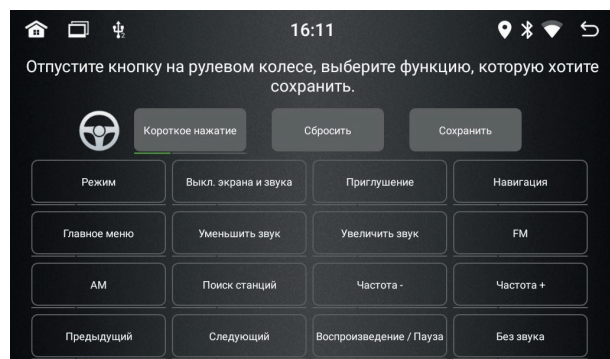 16:11
Отпустите кнопку на рулевом колесе, выберите функцию, которую хотите
сохранить.
Короткое нажатие
Сбросить
Сохранить
Режим
Выкл. экрана и звука
Приглушение
Навигация
Главное меню
Уменьшить звук
Увеличить звук
FM
AM
Поиск станций
Частота -
Частота +
Предыдущий
Следующий
Воспроизведение / Пауза
Без звука